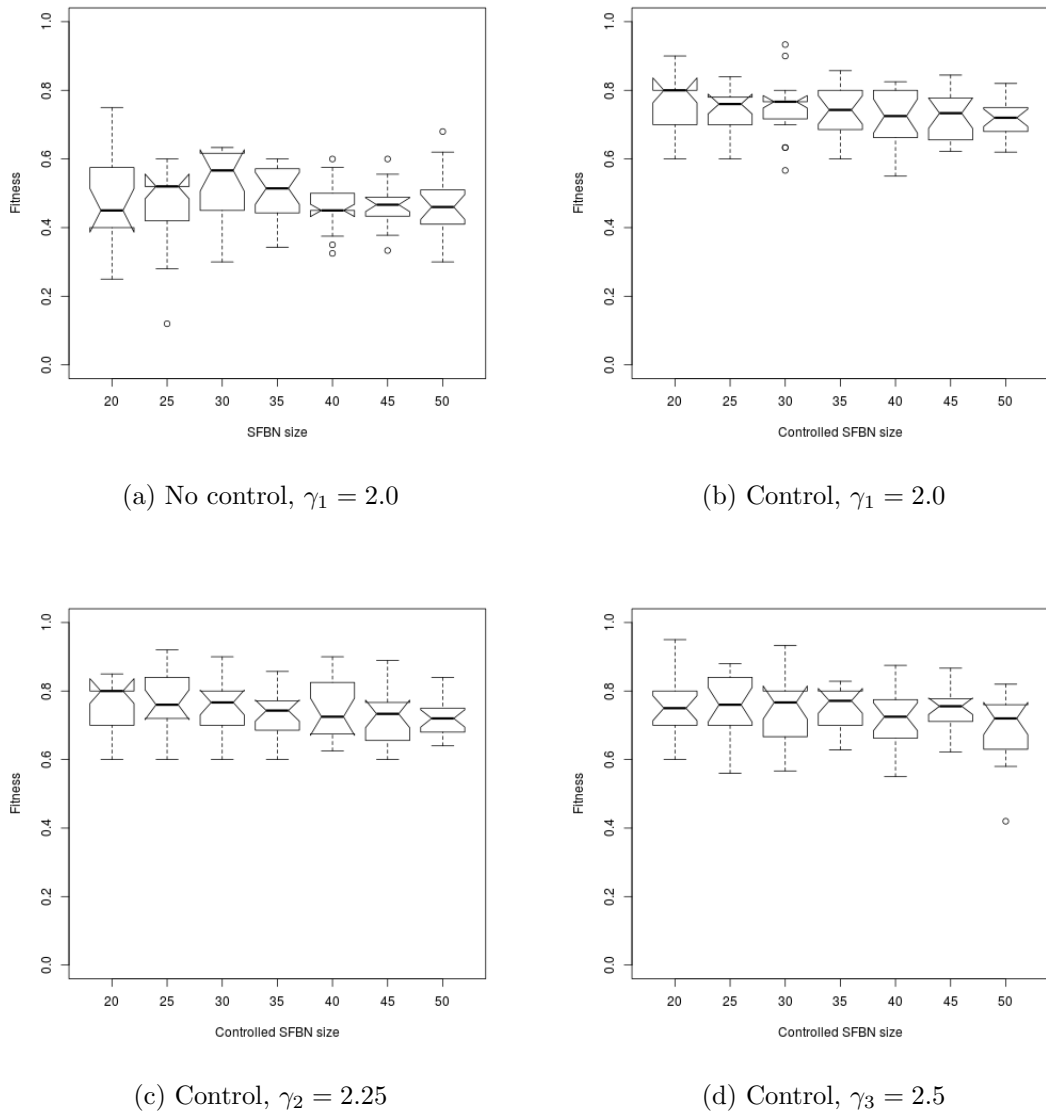 1.0
0.8
0.6
0.4
0.2
0.0
Fitness
20 25 30 35 40 45 50
SFBN size
(a) No control, γ₁ = 2.0
1.0
0.8
0.6
0.4
0.2
0.0
Fitness
20 25 30 35 40 45 50
Controlled SFBN size
(b) Control, γ₁ = 2.0
1.0
0.8
0.6
0.4
0.2
0.0
Fitness
20 25 30 35 40 45 50
Controlled SFBN size
(c) Control, γ₂ = 2.25
1.0
0.8
0.6
0.4
0.2
0.0
Fitness
20 25 30 35 40 45 50
Controlled SFBN size
(d) Control, γ₃ = 2.5